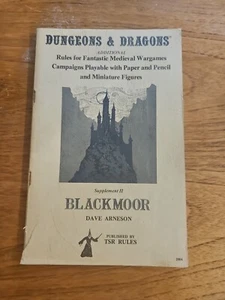 DUNGEONS & DRAGONS
ADDITIONAL
Rules for Fantastic Medieval Wargames
Campaigns Playable with Paper and Pencil
and Miniature Figures
Supplement II
BLACKMOOR
DAVE ARNESON
PUBLISHED BY
TSR RULES